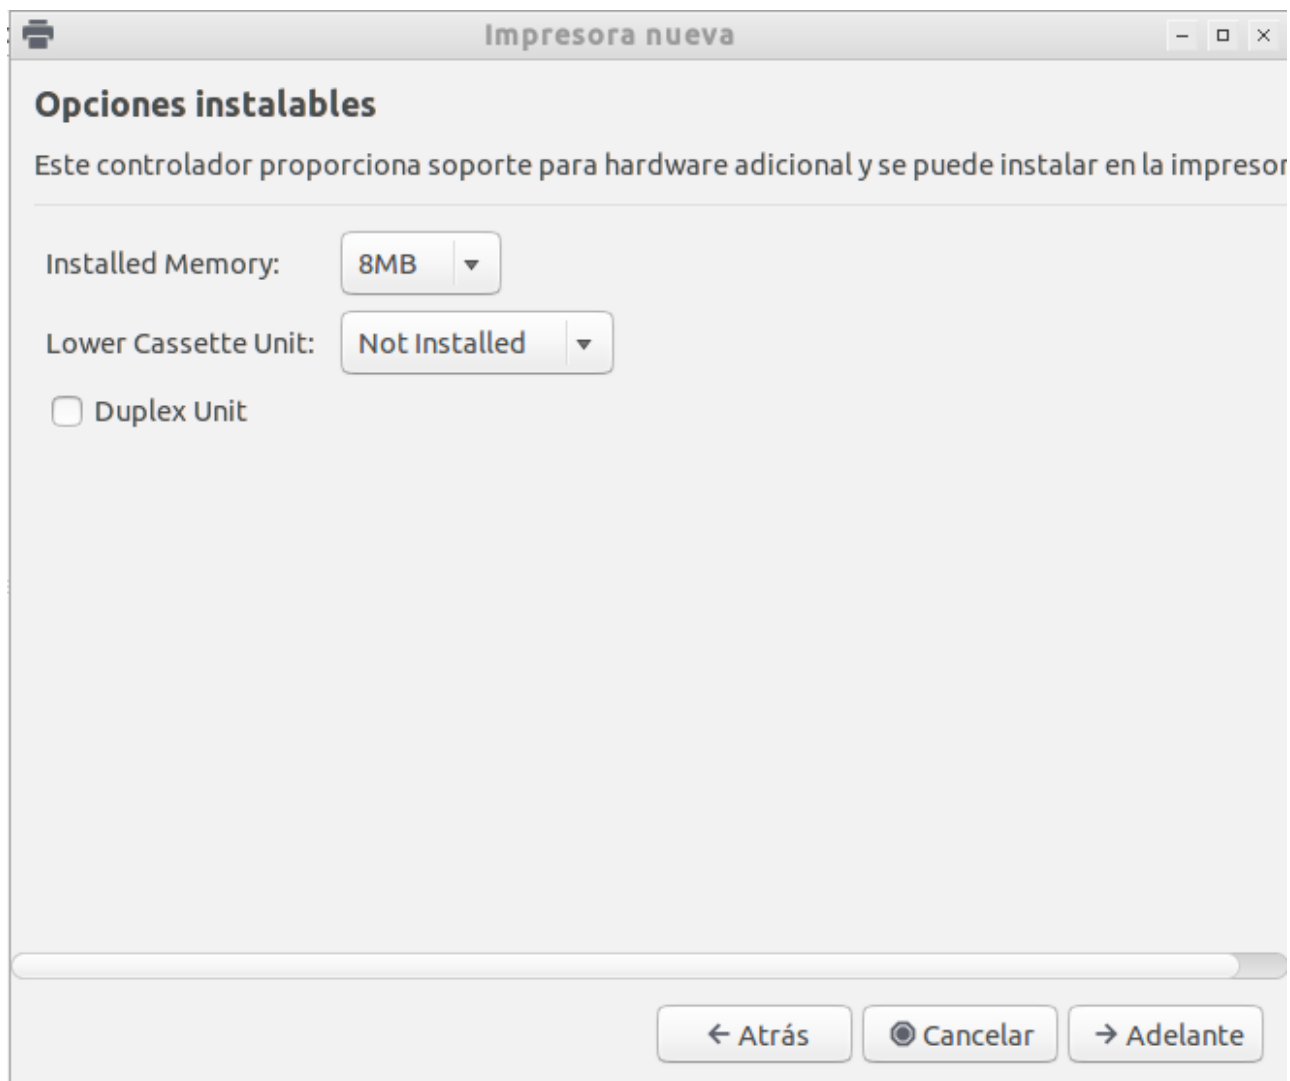 Impresora nueva
Opciones instalables
Este controlador proporciona soporte para hardware adicional y se puede instalar en la impresor
Installed Memory: 8MB
Lower Cassette Unit: Not Installed
Duplex Unit
Atrás Cancelar Adelante